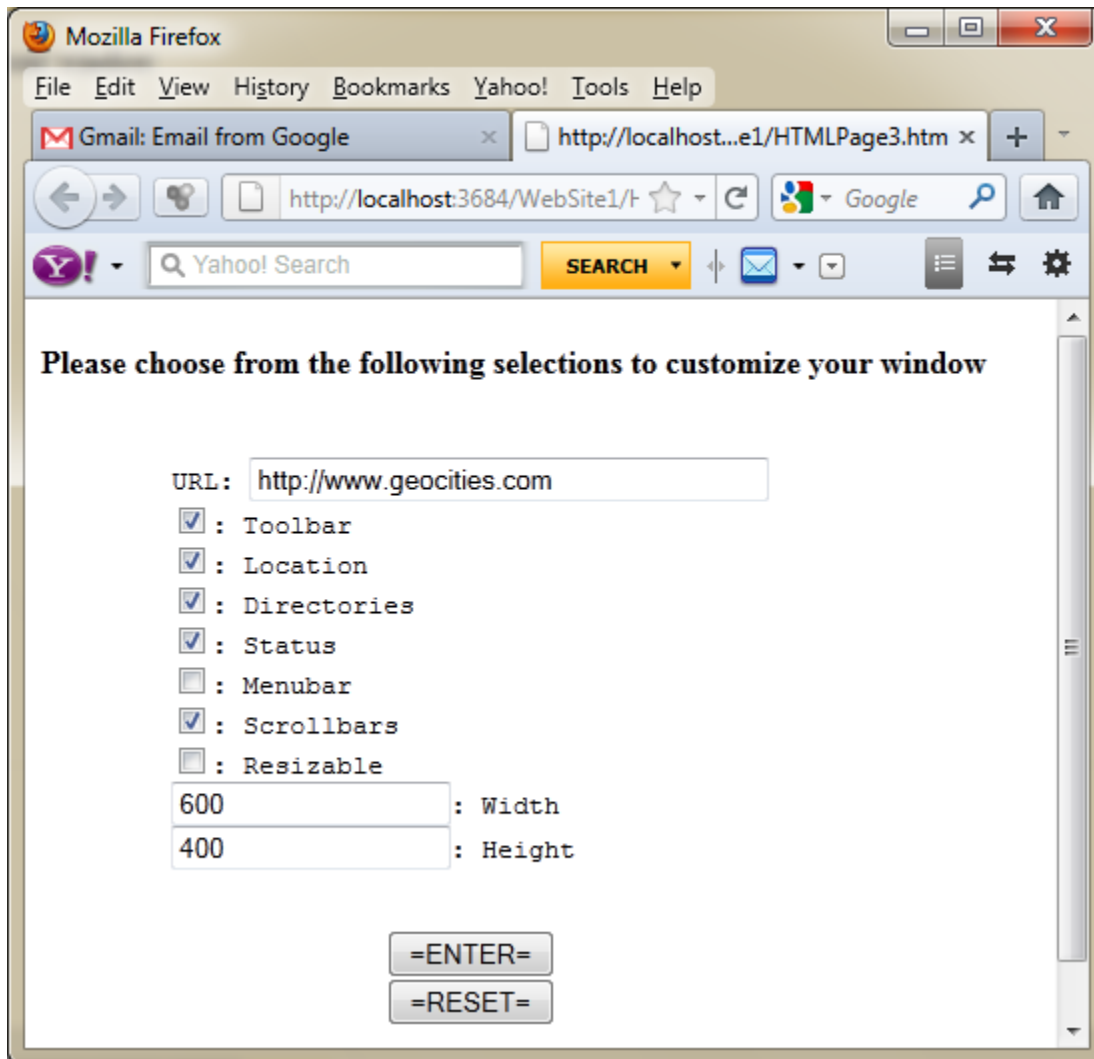 Mozilla Firefox
File Edit View History Bookmarks Yahoo! Tools Help
Gmail: Email from Google
http://localhost...e1/HTMLPage3.htm
http://localhost:3684/WebSite1/H
Google
Y!
Yahoo! Search
SEARCH
Please choose from the following selections to customize your window
URL: http://www.geocities.com
: Toolbar
: Location
: Directories
: Status
: Menubar
: Scrollbars
: Resizable
600 : Width
400 : Height
=ENTER=
=RESET=